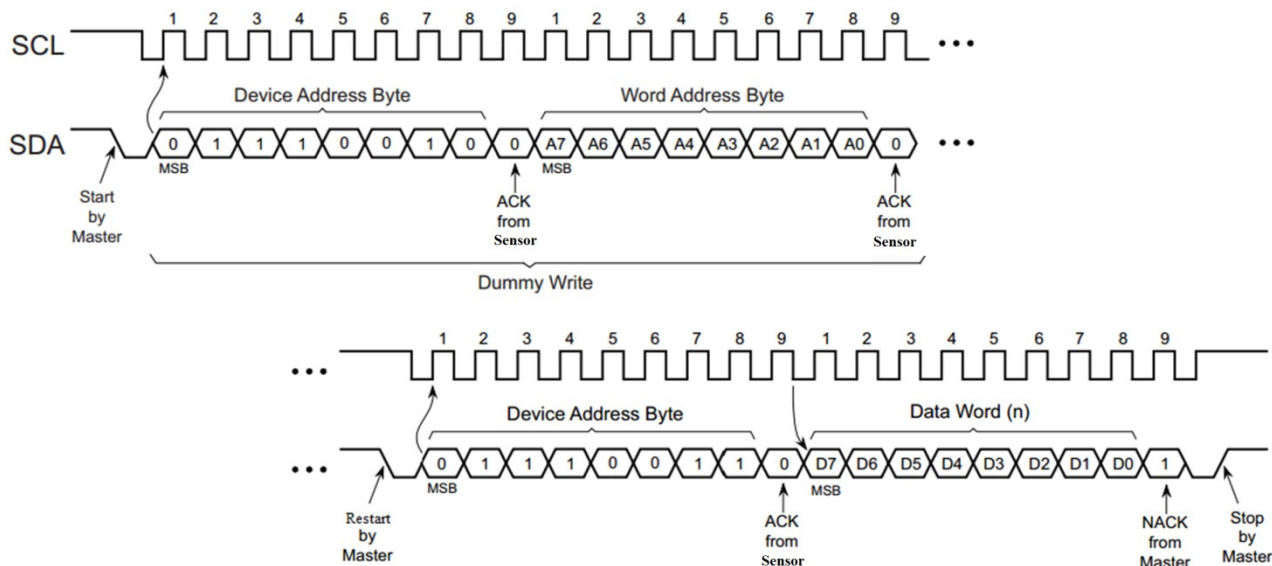 1 2 3 4 5 6 7 8 9 1 2 3 4 5 6 7 8 9
SCL
Device Address Byte Word Address Byte
SDA 0 1 1 1 0 0 1 0 0 A7 A6 A5 A4 A3 A2 A1 A0 0
MSB MSB
Start
by
Master
ACK
from
Sensor
ACK
from
Sensor
Dummy Write
1 2 3 4 5 6 7 8 9 1 2 3 4 5 6 7 8 9
Device Address Byte Data Word (n)
0 1 1 1 0 0 1 1 0 D7 D6 D5 D4 D3 D2 D1 D0 1
MSB MSB
Restart
by
Master
ACK
from
Sensor
NACK
from
Master
Stop
by
Master